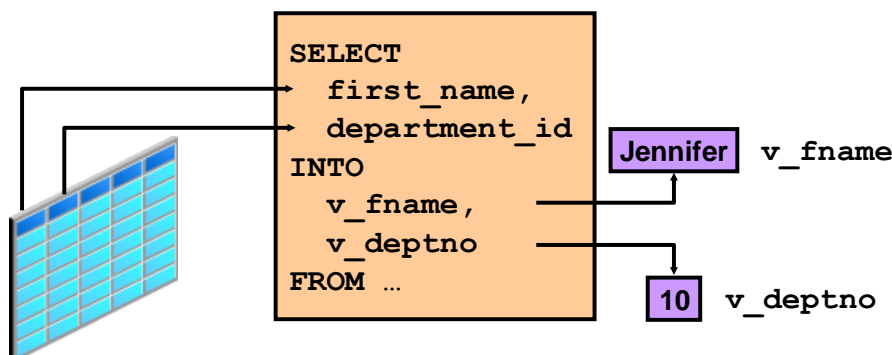 SELECT
first_name,
department_id
INTO
v_fname,
v_deptno
FROM …
Jennifer v_fname
10 v_deptno